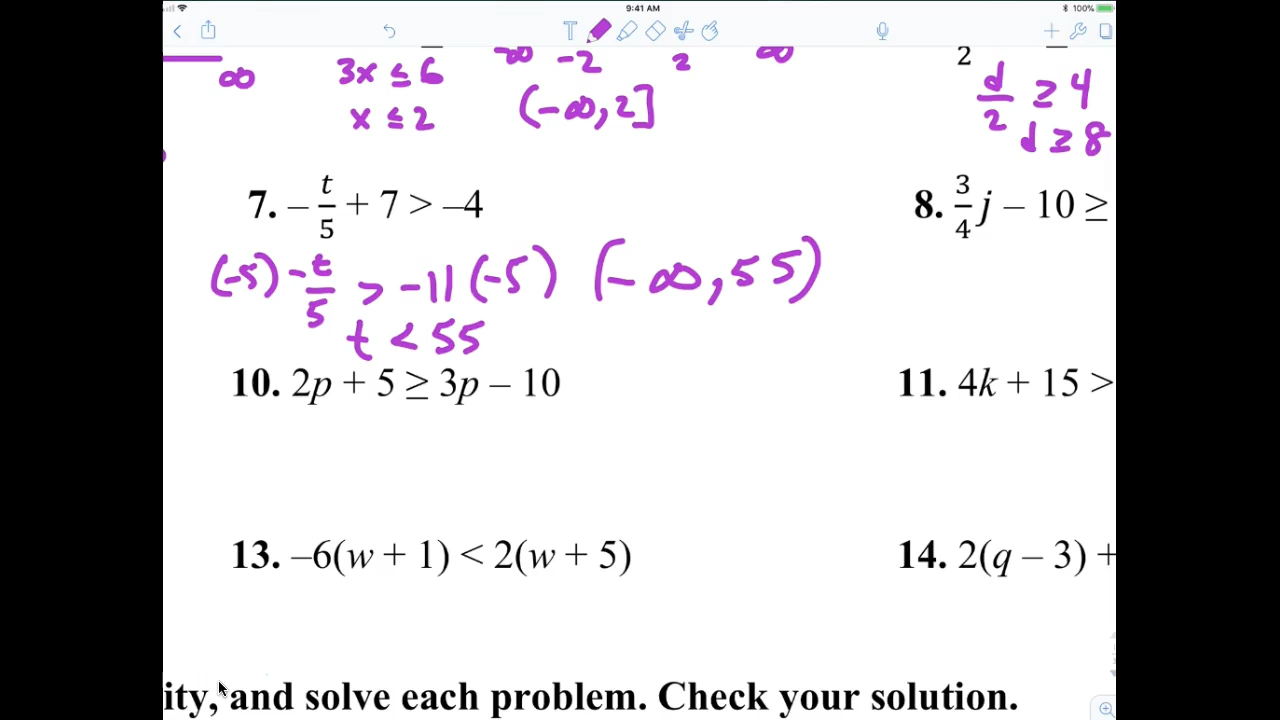 9:41 AM
100%
T
∞ 3x ≤ 6 -∞ -2 2 ∞ 2
x ≤ 2 (-∞, 2] d/2 ≥ 4
d ≥ 8
7. – t/5 + 7 > –4 8. 3/4 j – 10 ≥
(-5) -t/5 > -11 (-5) (-∞, 55)
t < 55
10. 2p + 5 ≥ 3p – 10 11. 4k + 15 >
13. –6(w + 1) < 2(w + 5) 14. 2(q – 3) +
ity, and solve each problem. Check your solution.